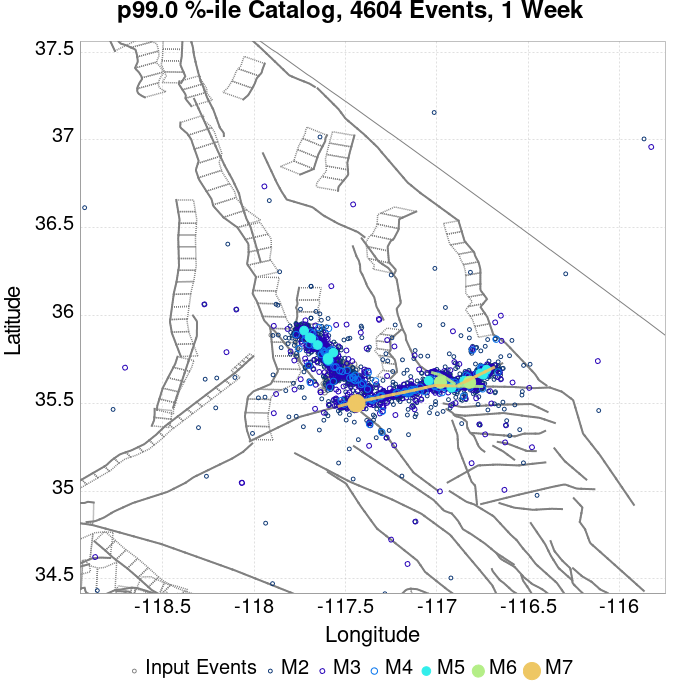 p99.0 %-ile Catalog, 4604 Events, 1 Week
37.5
37
36.5
36
35.5
35
34.5
Latitude
-118.5 -118 -117.5 -117 -116.5 -116
Longitude
Input Events M2 M3 M4 M5 M6 M7